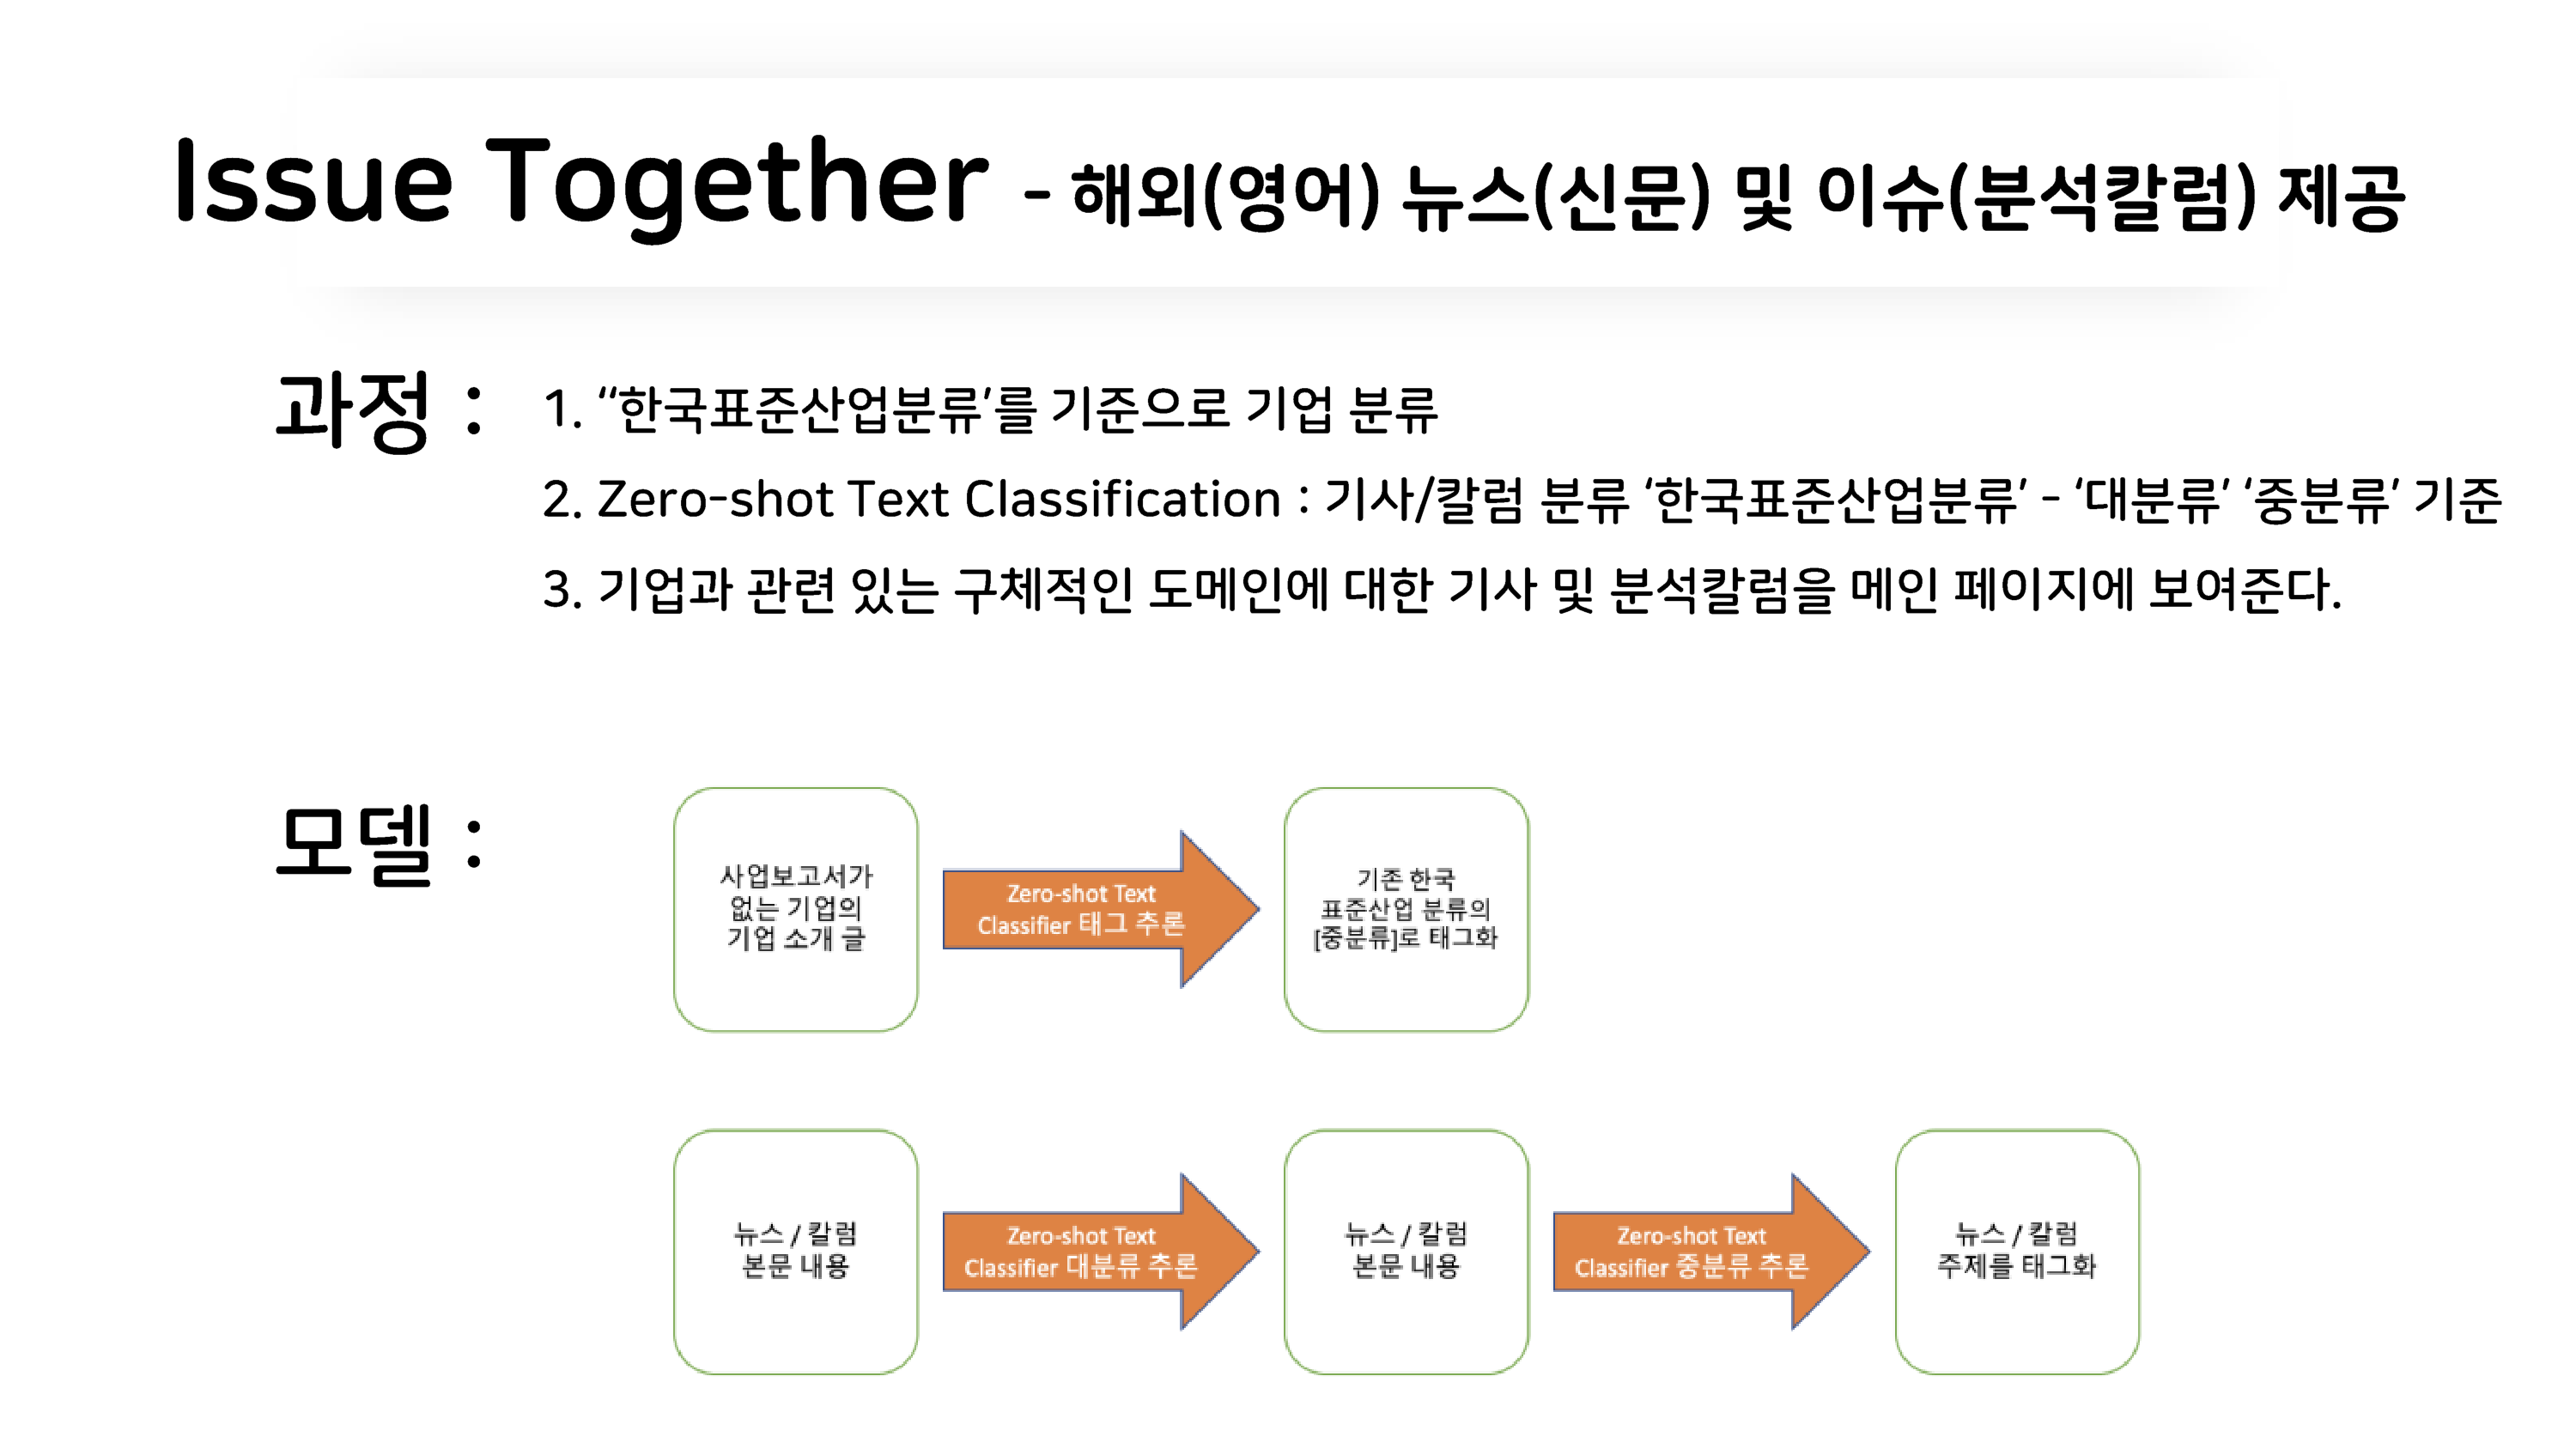 Issue Together - 해외(영어) 뉴스(신문) 및 이슈(분석칼럼) 제공
과정 :
1. “한국표준산업분류’를 기준으로 기업 분류
2. Zero-shot Text Classification : 기사/칼럼 분류 ‘한국표준산업분류’ - ‘대분류’ ‘중분류’ 기준
3. 기업과 관련 있는 구체적인 도메인에 대한 기사 및 분석칼럼을 메인 페이지에 보여준다.
모델 :
사업보고서가
없는 기업의
기업 소개 글
Zero-shot Text
Classifier 태그 추론
기존 한국
표준산업 분류의
[중분류]로 태그화
뉴스 / 칼럼
본문 내용
Zero-shot Text
Classifier 대분류 추론
뉴스 / 칼럼
본문 내용
Zero-shot Text
Classifier 중분류 추론
뉴스 / 칼럼
주제를 태그화